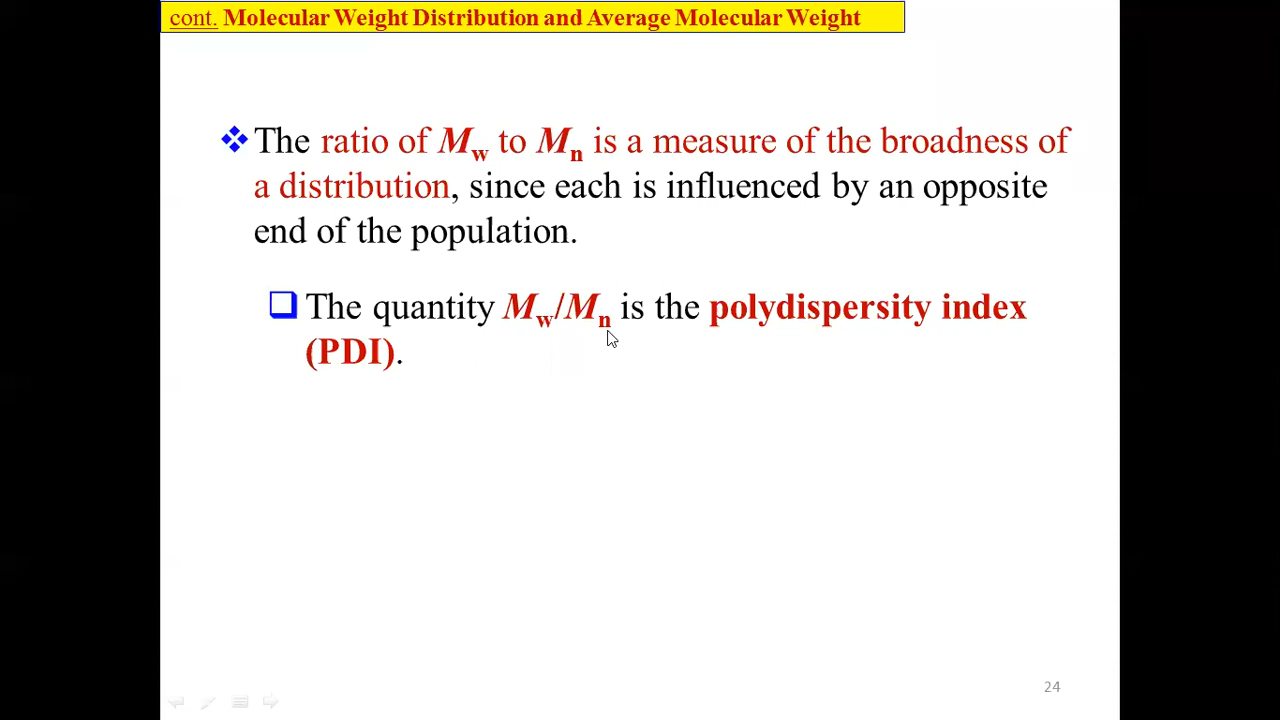 cont. Molecular Weight Distribution and Average Molecular Weight
The ratio of Mw to Mn is a measure of the broadness of
a distribution, since each is influenced by an opposite
end of the population.
The quantity Mw/Mn is the polydispersity index
(PDI).
24